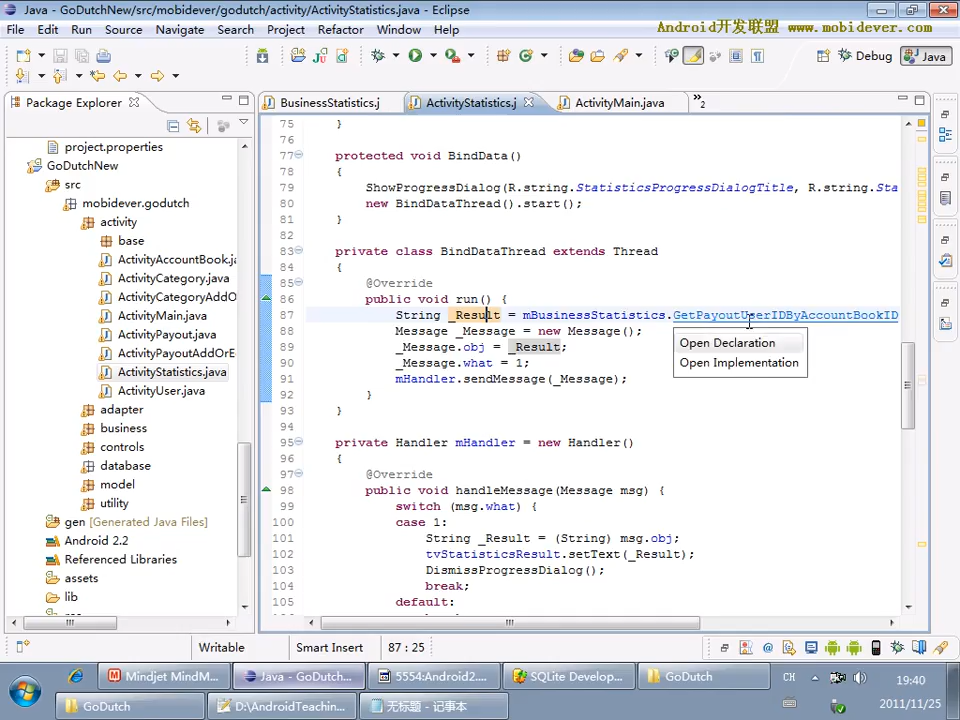 Java - GoDutchNew/src/mobidever/godutch/activity/ActivityStatistics.java - Eclipse
File Edit Run Source Navigate Search Project Refactor Window Help
Android开发联盟 www.mobidever.com
Debug Java
Package Explorer
BusinessStatistics.j ActivityStatistics.j ActivityMain.java »2
project.properties
GoDutchNew
src
mobidever.godutch
activity
base
ActivityAccountBook.j
ActivityCategory.java
ActivityCategoryAddO
ActivityMain.java
ActivityPayout.java
ActivityPayoutAddOrE
ActivityStatistics.java
ActivityUser.java
adapter
business
controls
database
model
utility
gen [Generated Java Files]
Android 2.2
Referenced Libraries
assets
lib
75 }
76
77 protected void BindData()
78 {
79 ShowProgressDialog(R.string.StatisticsProgressDialogTitle, R.string.Sta
80 new BindDataThread().start();
81 }
82
83 private class BindDataThread extends Thread
84 {
85 @Override
86 public void run() {
87 String _Result = mBusinessStatistics.GetPayoutUserIDByAccountBookID
88 Message _Message = new Message();
89 _Message.obj = _Result;
90 _Message.what = 1;
91 mHandler.sendMessage(_Message);
92 }
93 }
94
95 private Handler mHandler = new Handler()
96 {
97 @Override
98 public void handleMessage(Message msg) {
99 switch (msg.what) {
100 case 1:
101 String _Result = (String) msg.obj;
102 tvStatisticsResult.setText(_Result);
103 DismissProgressDialog();
104 break;
105 default:
Open Declaration
Open Implementation
Writable Smart Insert 87 : 25
Mindjet MindM... Java - GoDutch... 5554:Android2.... SQLite Develop... GoDutch
GoDutch D:\AndroidTeachin... 无标题 - 记事本
CH
19:40
2011/11/25